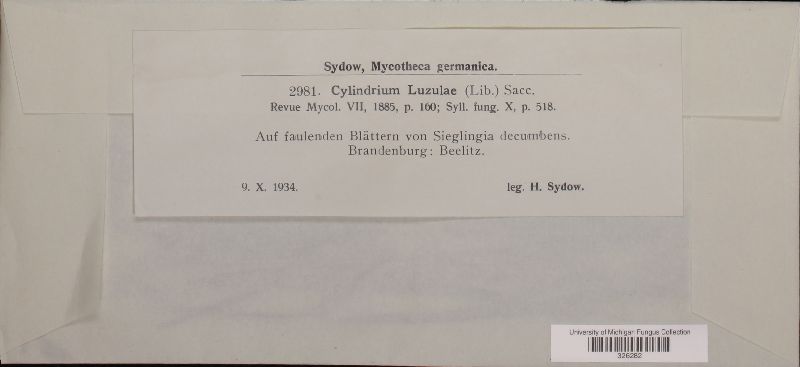 Sydow, Mycotheca germanica.
2981. Cylindrium Luzulae (Lib.) Sacc.
Revue Mycol. VII, 1885, p. 160; Syll. fung. X, p. 518.
Auf faulenden Blättern von Sieglingia decumbens.
Brandenburg: Beelitz.
9. X. 1934. leg. H. Sydow.
University of Michigan Fungus Collection
326282